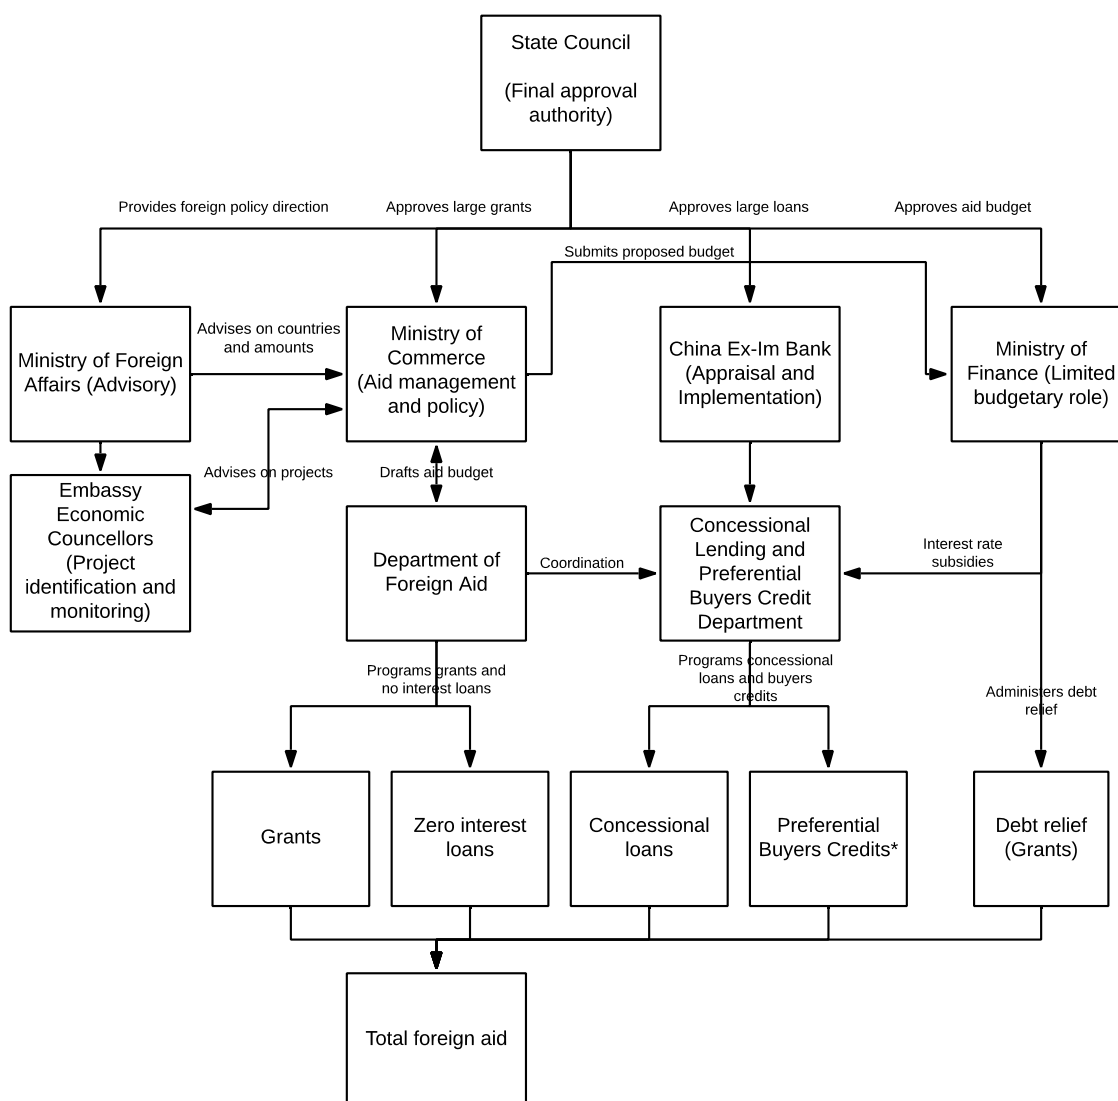 State Council
(Final approval
authority)
Provides foreign policy direction
Approves large grants
Approves large loans
Approves aid budget
Submits proposed budget
Ministry of Foreign
Affairs (Advisory)
Advises on countries
and amounts
Ministry of
Commerce
(Aid management
and policy)
China Ex-Im Bank
(Appraisal and
Implementation)
Ministry of
Finance (Limited
budgetary role)
Advises on projects
Drafts aid budget
Embassy
Economic
Councellors
(Project
identification and
monitoring)
Department of
Foreign Aid
Coordination
Concessional
Lending and
Preferential
Buyers Credit
Department
Interest rate
subsidies
Programs grants and
no interest loans
Programs concessional
loans and buyers
credits
Administers debt
relief
Grants
Zero interest
loans
Concessional
loans
Preferential
Buyers Credits*
Debt relief
(Grants)
Total foreign aid